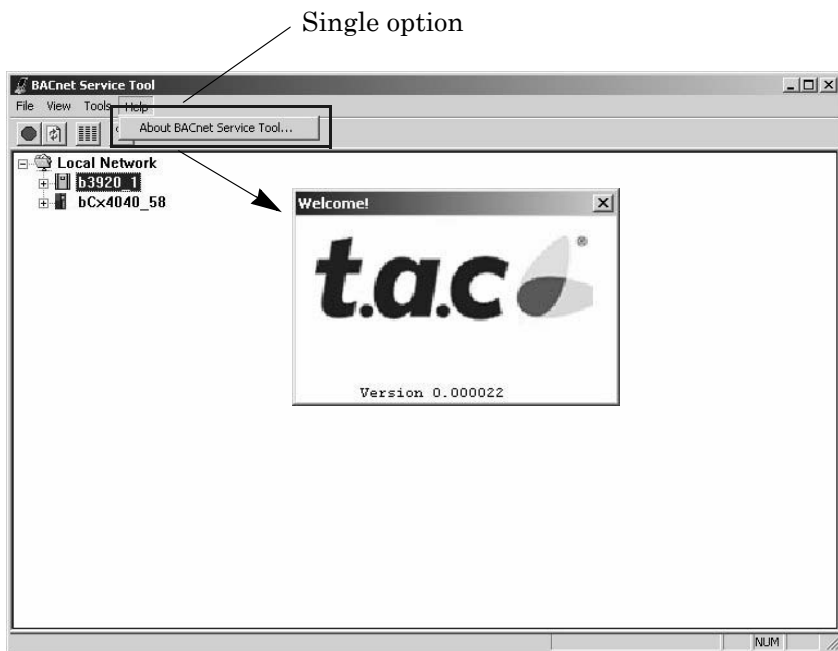 Single option
BACnet Service Tool
File View Tools Help
About BACnet Service Tool...
Local Network
b3920_1
bCx4040_58
Welcome!
t.a.c ®
Version 0.000022
NUM